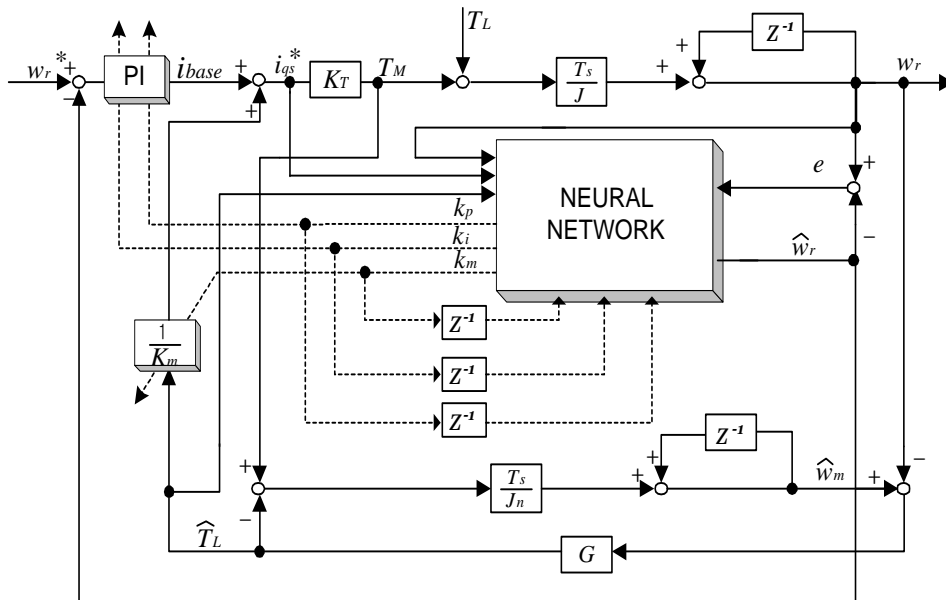 T_L
Z⁻¹
w_r* + PI i_base + i_qs* K_T T_M T_s/J + + w_r
−
+
+
e
NEURAL
NETWORK
k_p
k_i
ŵ_r −
k_m
Z⁻¹
1/K_m
Z⁻¹
Z⁻¹
Z⁻¹
+ T_s/J_n + + ŵ_m + −
−
T̂_L
G